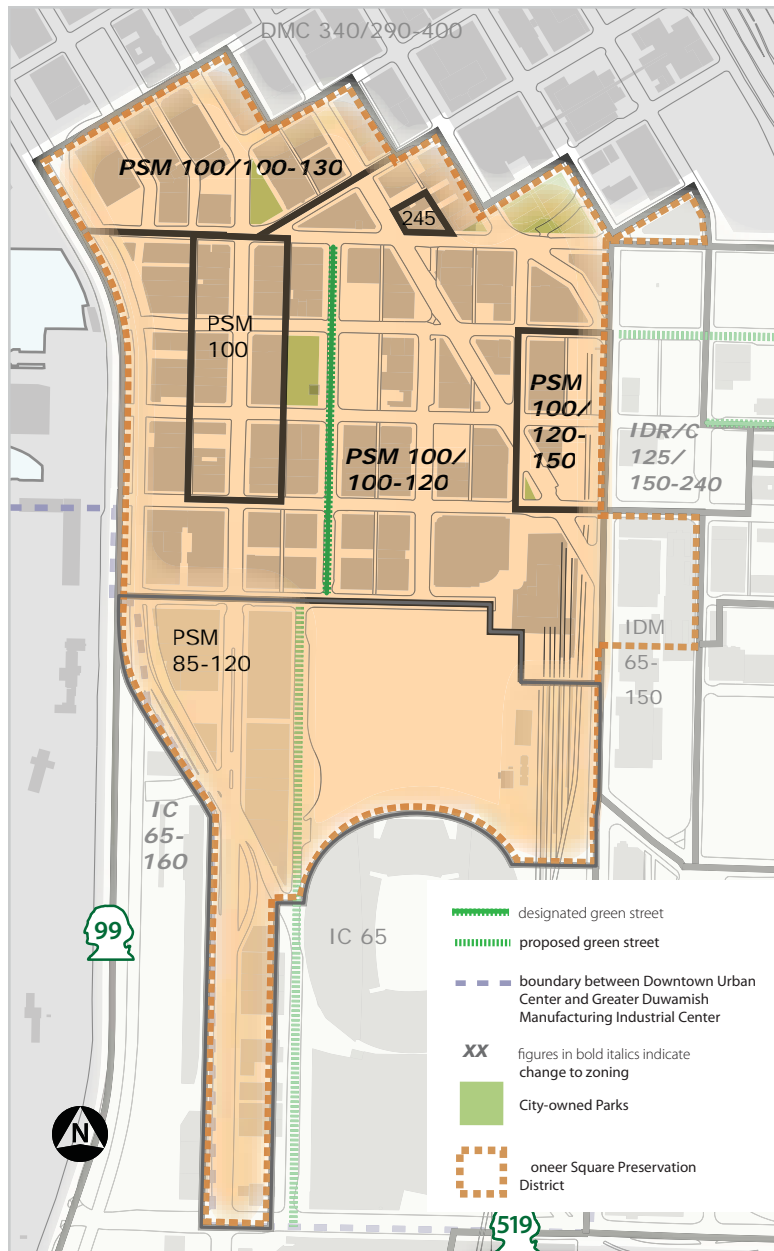 DMC 340/290-400
PSM 100/100-130
245
PSM
100
PSM
100/
120-
150
IDR/C
125/
150-240
PSM 100/
100-120
PSM
85-120
IDM
65-
150
IC
65-
160
99
IC 65
designated green street
proposed green street
boundary between Downtown Urban
Center and Greater Duwamish
Manufacturing Industrial Center
XX
figures in bold italics indicate
change to zoning
City-owned Parks
oneer Square Preservation
District
N
519